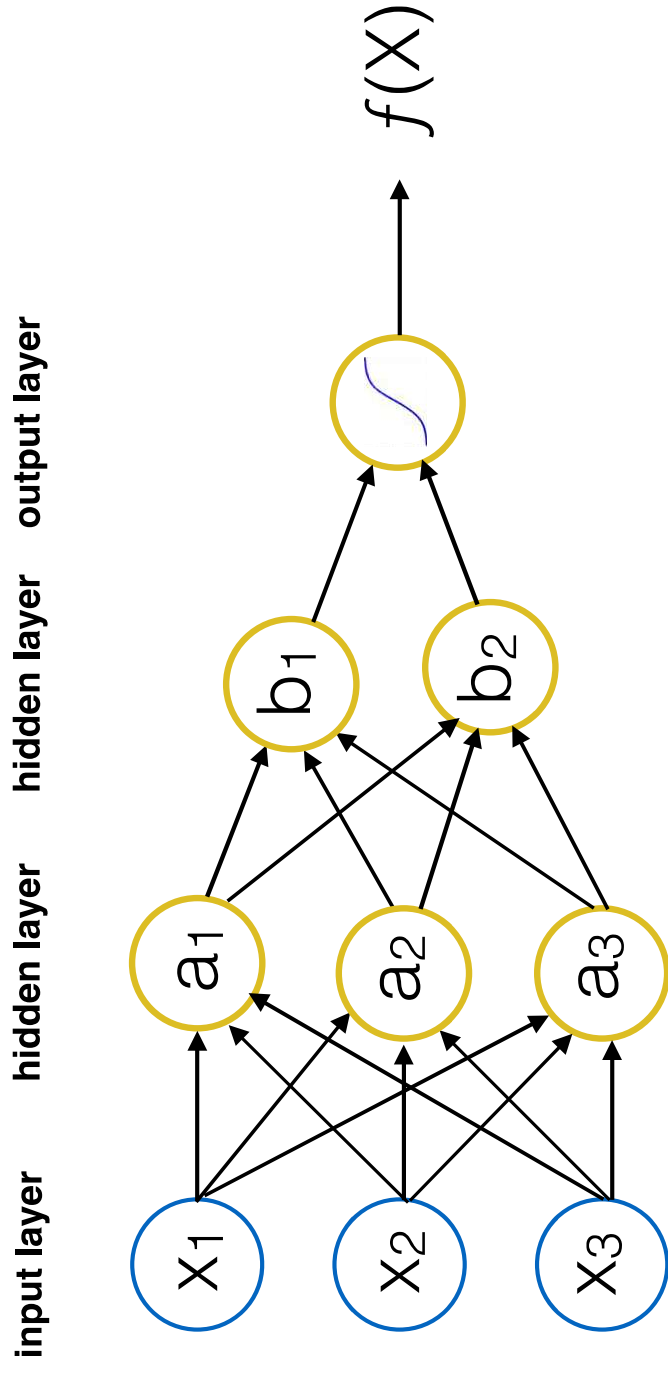 input layer hidden layer hidden layer output layer
x1 a1 b1
x2 a2 b2
x3 a3
f(X)